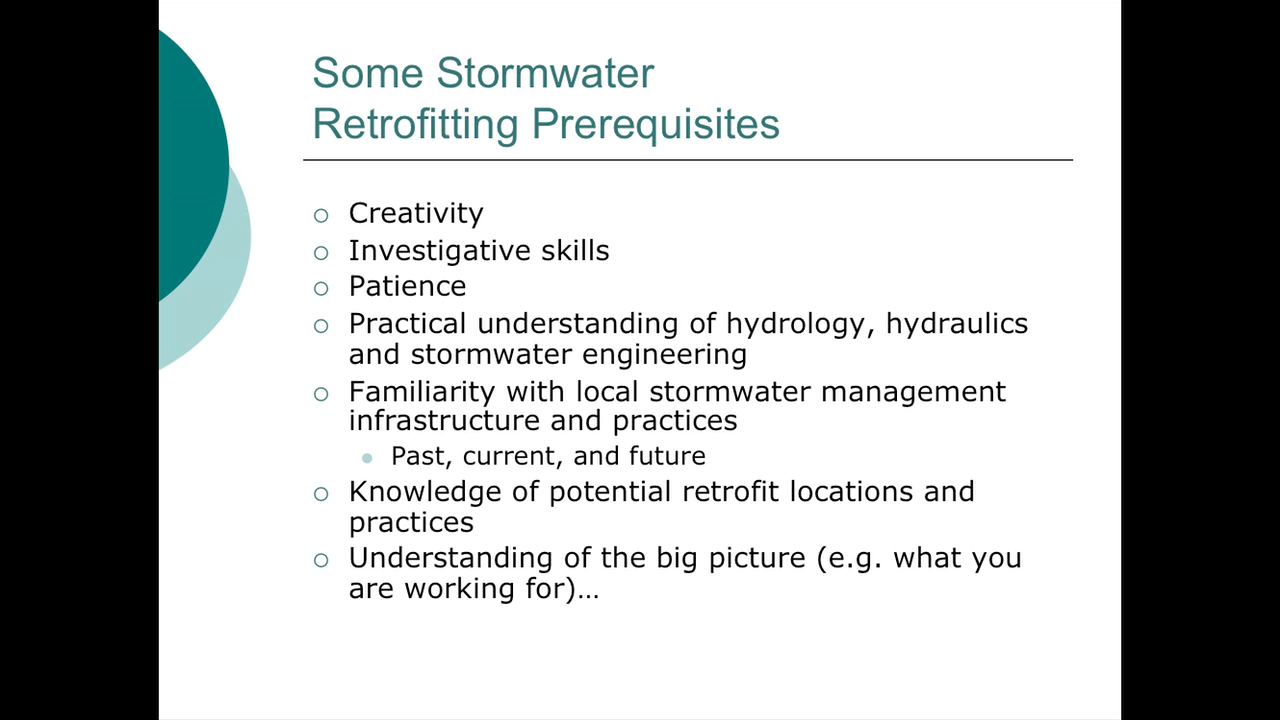 Some Stormwater
Retrofitting Prerequisites
Creativity
Investigative skills
Patience
Practical understanding of hydrology, hydraulics
and stormwater engineering
Familiarity with local stormwater management
infrastructure and practices
Past, current, and future
Knowledge of potential retrofit locations and
practices
Understanding of the big picture (e.g. what you
are working for)…